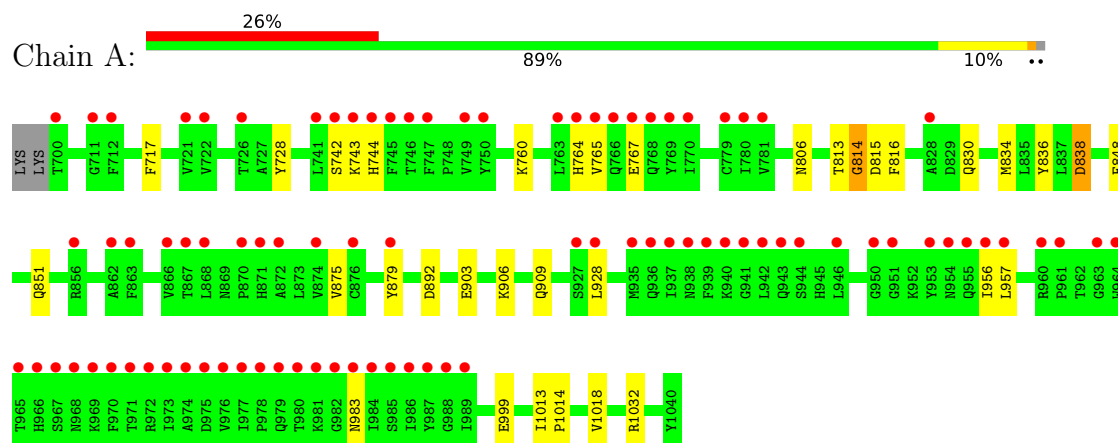 26%
Chain A:
89% 10% ••
LYS LYS T700 G711 F712 F717 V721 V722 T726 A727 Y728 L741 S742 K743 H744 F745 T746 F747 P748 V749 Y750 K760 L763 H764 V765 Q766 E767 Q768 Y769 I770 C779 I780 V781 N806 T813 G814 D815 F816 A828 D829 Q830 M834 L835 Y836 L837 D838
Q851 R856 A862 F863 V866 T867 L868 N869 P870 H871 A872 L873 V874 V875 C876 Y879 D892 E903 K906 Q909 S927 L928 M935 Q936 I937 N938 F939 K940 G941 L942 Q943 S944 H945 L946 G950 G951 K952 Y953 N954 Q955 I956 L957 R960 P961 T962 G963
T965 H966 S967 N968 K969 F970 T971 R972 I973 A974 D975 V976 I977 P978 Q979 T980 K981 G982 N983 I984 S985 I986 Y987 G988 I989 E999 I1013 P1014 V1018 R1032 Y1040